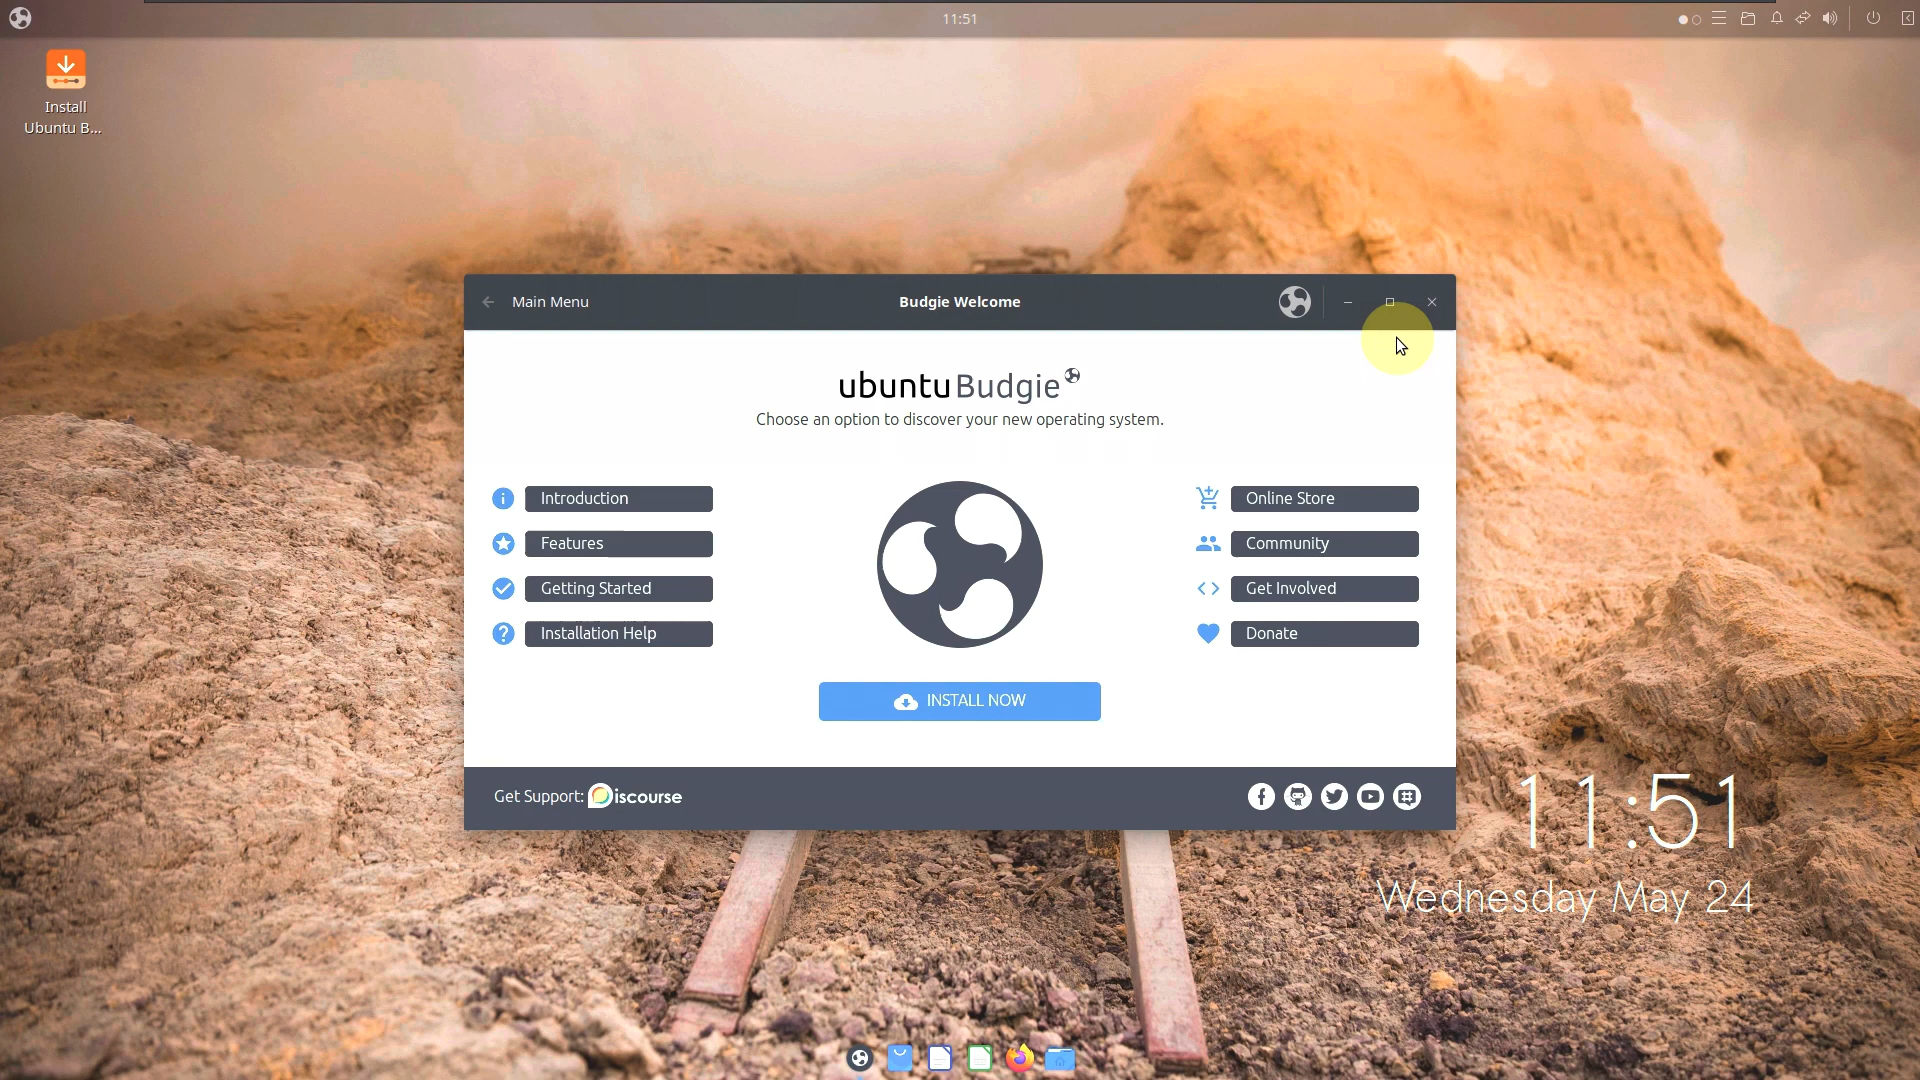 11:51
Install
Ubuntu B...
Main Menu
Budgie Welcome
ubuntu Budgie
Choose an option to discover your new operating system.
Introduction
Features
Getting Started
Installation Help
Online Store
Community
Get Involved
Donate
INSTALL NOW
Get Support: Discourse
11:51
Wednesday May 24